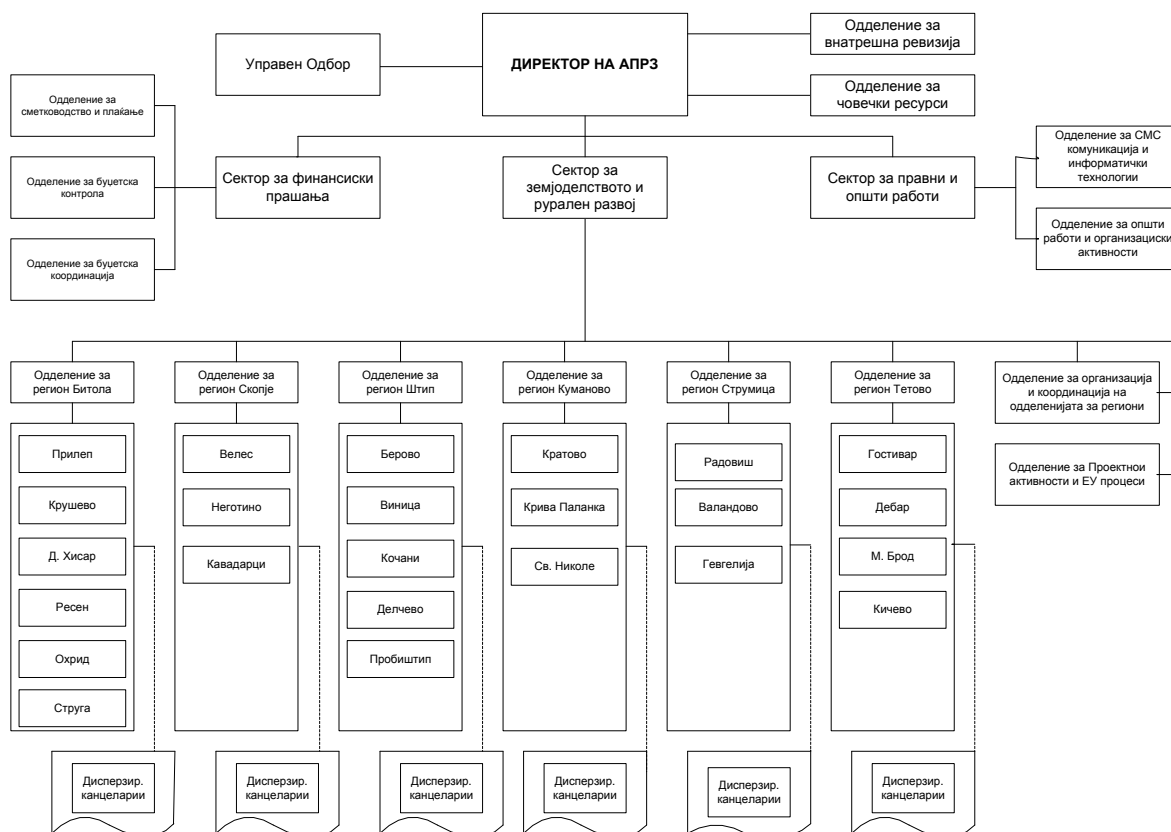 Управен Одбор
ДИРЕКТОР НА АПРЗ
Одделение за
внатрешна ревизија
Одделение за
човечки ресурси
Одделение за
сметководство и плаќање
Одделение за буџетска
контрола
Одделение за буџетска
координација
Сектор за финансиски
прашања
Сектор за
земјоделството и
рурален развој
Сектор за правни и
општи работи
Одделение за СМС
комуникација и
информатички
технологии
Одделение за општи
работи и организациски
активности
Одделение за
регион Битола
Прилеп
Крушево
Д. Хисар
Ресен
Охрид
Струга
Дисперзир.
канцеларии
Одделение за
регион Скопје
Велес
Неготино
Кавадарци
Дисперзир.
канцеларии
Одделение за
регион Штип
Берово
Виница
Кочани
Делчево
Пробиштип
Дисперзир.
канцеларии
Одделение за
регион Куманово
Кратово
Крива Паланка
Св. Николе
Дисперзир.
канцеларии
Одделение за
регион Струмица
Радовиш
Валандово
Гевгелија
Дисперзир.
канцеларии
Одделение за
регион Тетово
Гостивар
Дебар
М. Брод
Кичево
Дисперзир.
канцеларии
Одделение за организација
и координација на
одделенијата за региони
Одделение за Проектнои
активности и ЕУ процеси